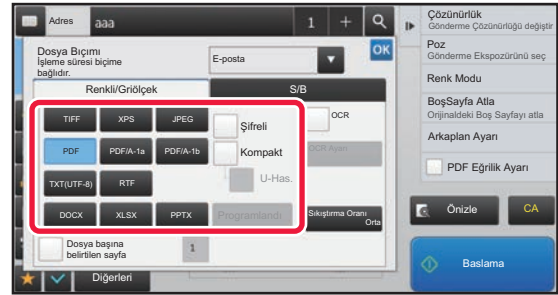 Adres aaa 1 +
Dosya Bıçımı
İşleme süresi biçime
bağlıdır.
E-posta
OK
Renkli/Griölçek
S/B
TIFF XPS JPEG
Şifreli
OCR
PDF PDF/A-1a PDF/A-1b
Kompakt
OCR Ayarı
TXT(UTF-8) RTF
U-Has.
DOCX XLSX PPTX
Programlandı
Sıkıştırma Oranı
Orta
Dosya başına
belirtilen sayfa
1
Diğerleri
Çözünürlük
Gönderme Çözünürlüğü değiştir
Poz
Gönderme Ekspozürünü seç
Renk Modu
BoşSayfa Atla
Orijinaldeki Boş Sayfayı atla
Arkaplan Ayarı
PDF Eğrilik Ayarı
Önizle
CA
Baslama